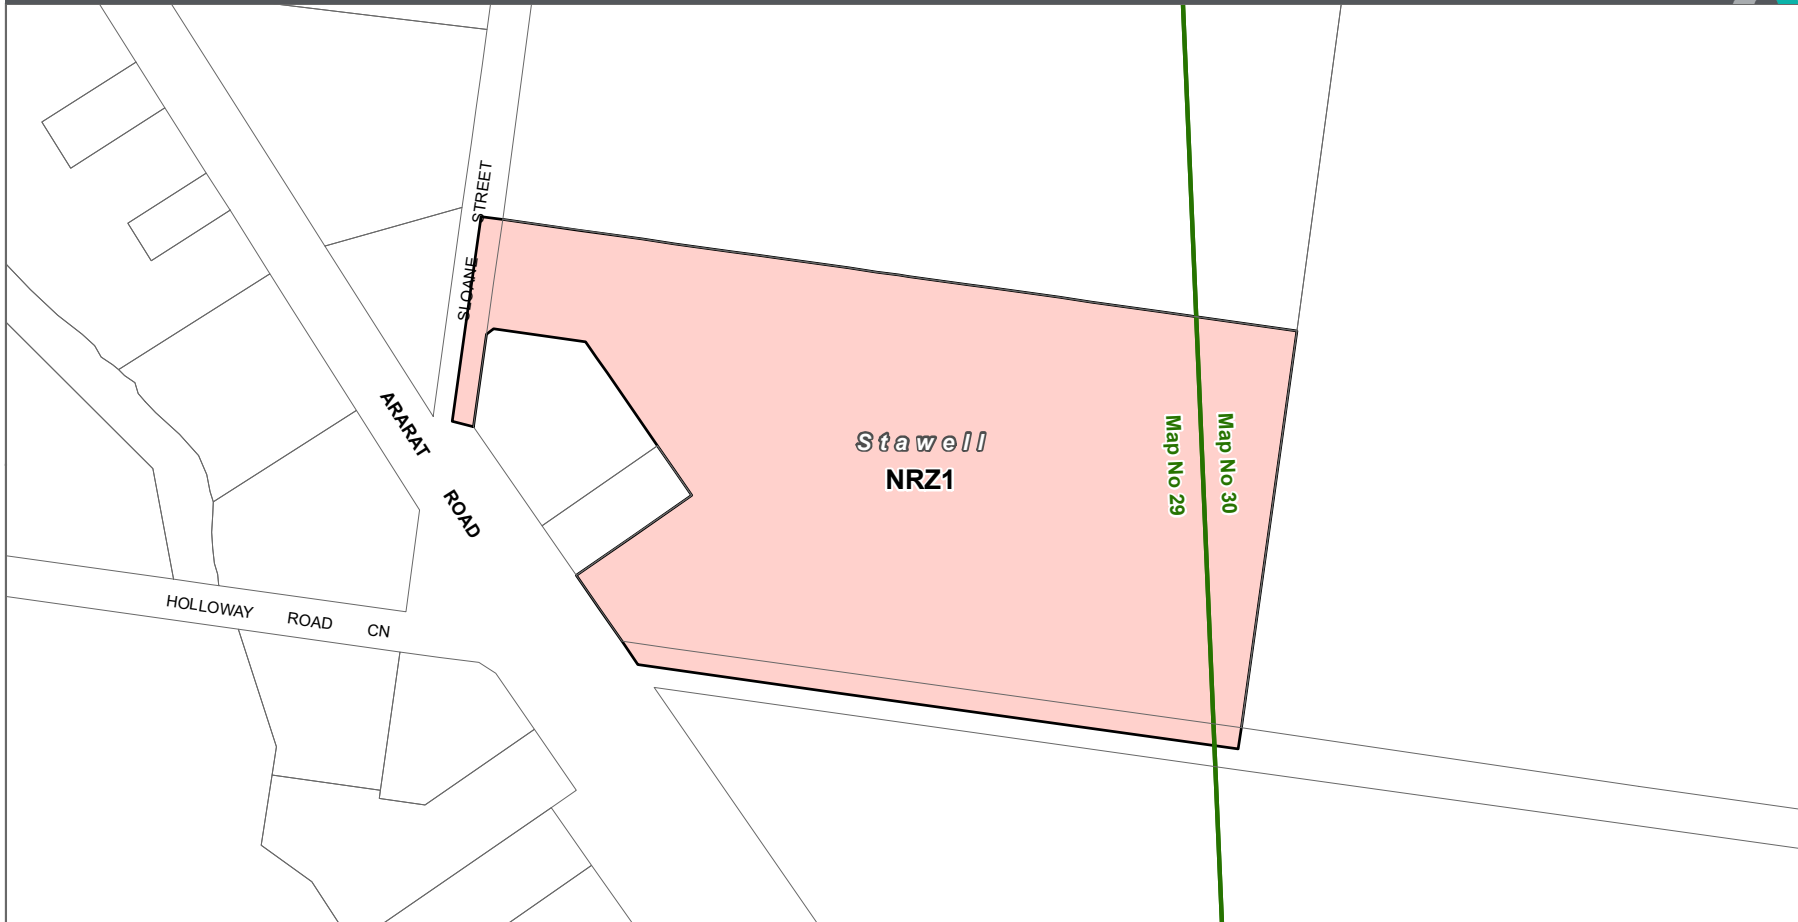 SLOANE STREET
ARARAT ROAD
Stawell
NRZ1
Map No 29
Map No 30
HOLLOWAY ROAD CN